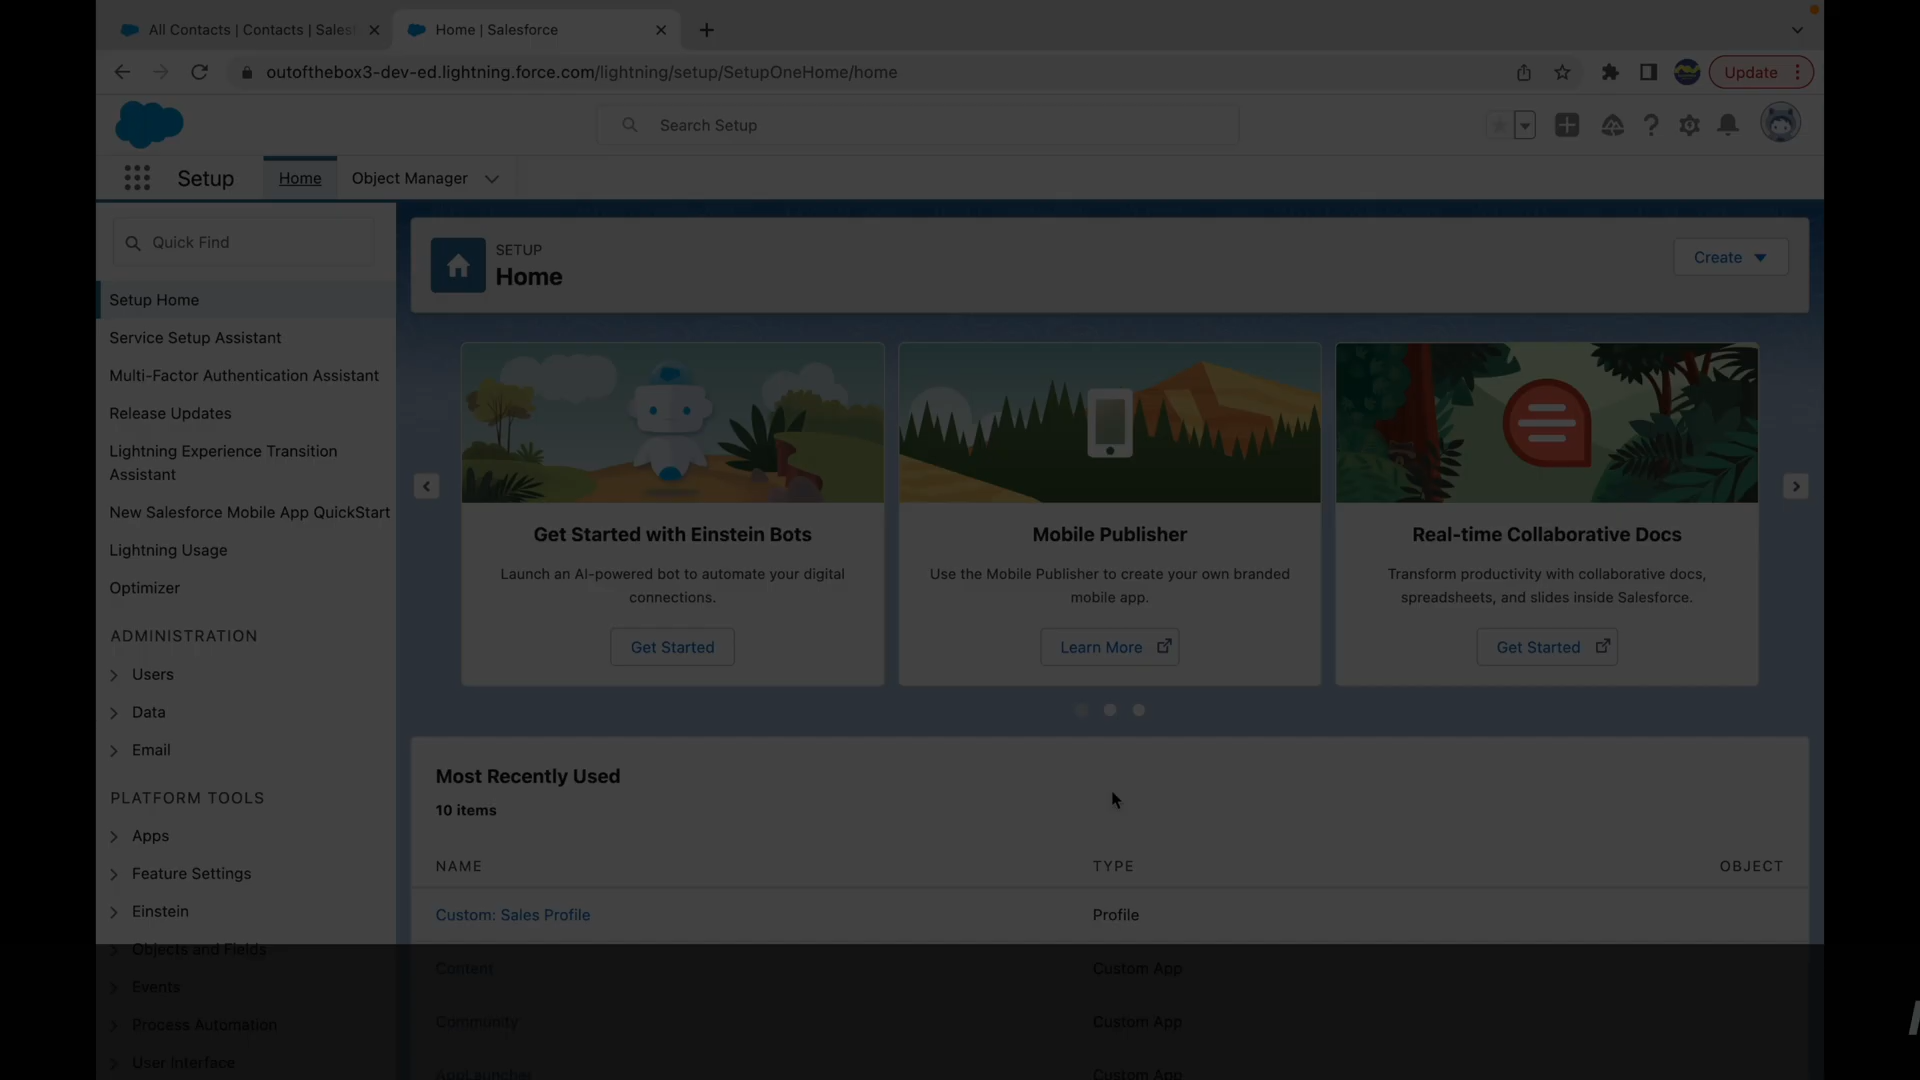 All Contacts | Contacts | Sales
Home | Salesforce
outofthebox3-dev-ed.lightning.force.com/lightning/setup/SetupOneHome/home
Update
Search Setup
Setup
Home
Object Manager
Quick Find
Setup Home
Service Setup Assistant
Multi-Factor Authentication Assistant
Release Updates
Lightning Experience Transition
Assistant
New Salesforce Mobile App QuickStart
Lightning Usage
Optimizer
ADMINISTRATION
Users
Data
Email
PLATFORM TOOLS
Apps
Feature Settings
Einstein
Objects and Fields
Events
Process Automation
User Interface
SETUP
Home
Create
Get Started with Einstein Bots
Launch an AI-powered bot to automate your digital
connections.
Get Started
Mobile Publisher
Use the Mobile Publisher to create your own branded
mobile app.
Learn More
Real-time Collaborative Docs
Transform productivity with collaborative docs,
spreadsheets, and slides inside Salesforce.
Get Started
Most Recently Used
10 items
NAME TYPE OBJECT
Custom: Sales Profile Profile
Content Custom App
Community Custom App
AppLauncher Custom App